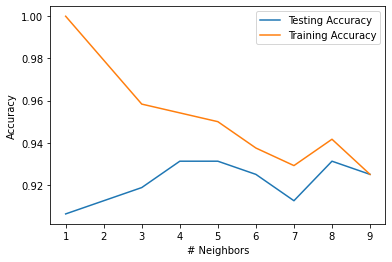 Testing Accuracy
Training Accuracy
1.00
0.98
0.96
0.94
0.92
Accuracy
1 2 3 4 5 6 7 8 9
# Neighbors